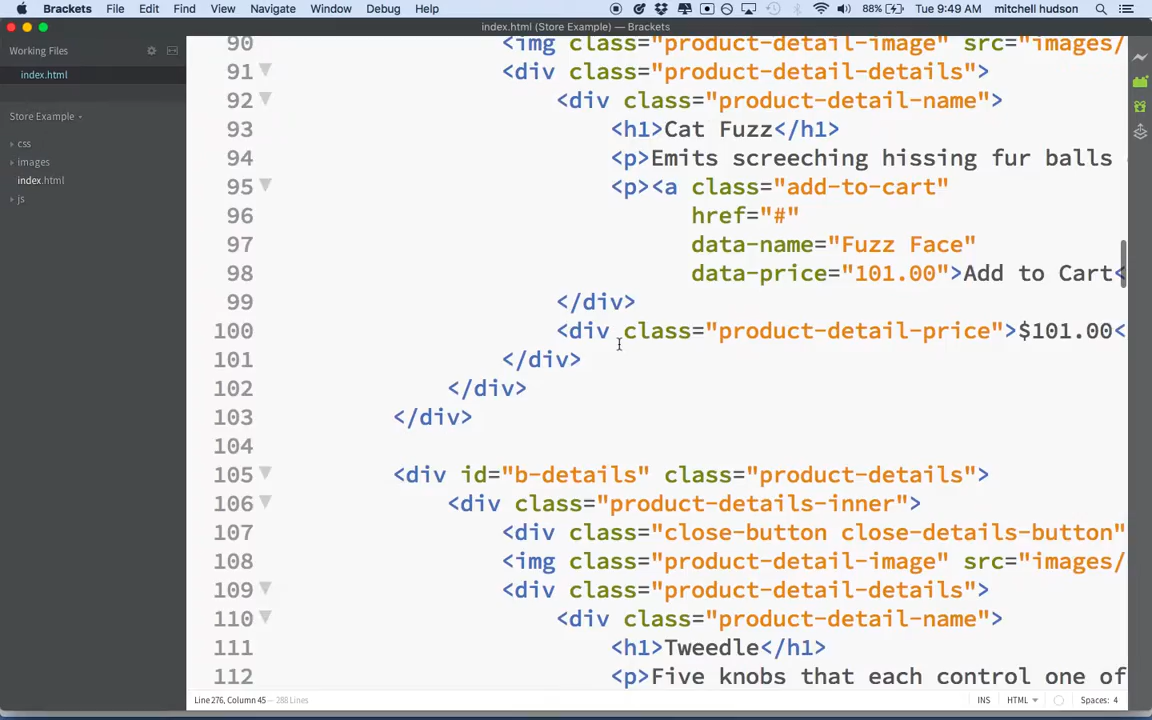 Brackets File Edit Find View Navigate Window Debug Help 88% Tue 9:49 AM mitchell hudson
index.html (Store Example) — Brackets
Working Files
index.html
Store Example
css
images
index.html
js
90 <img class="product-detail-image" src="images/
91 <div class="product-detail-details">
92 <div class="product-detail-name">
93 <h1>Cat Fuzz</h1>
94 <p>Emits screeching hissing fur balls
95 <p><a class="add-to-cart"
96 href="#"
97 data-name="Fuzz Face"
98 data-price="101.00">Add to Cart<
99 </div>
100 <div class="product-detail-price">$101.00<
101 </div>
102 </div>
103 </div>
104
105 <div id="b-details" class="product-details">
106 <div class="product-details-inner">
107 <div class="close-button close-details-button"
108 <img class="product-detail-image" src="images/
109 <div class="product-detail-details">
110 <div class="product-detail-name">
111 <h1>Tweedle</h1>
112 <p>Five knobs that each control one of
Line 276, Column 45 — 288 Lines INS HTML Spaces: 4